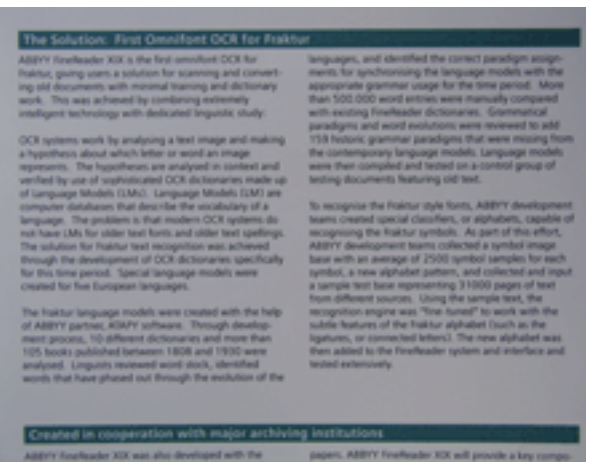 The Solution: First Omnifont OCR for Fraktur
ABBYY FineReader XIX is the first omnifont OCR for
Fraktur, giving users a solution for scanning and convert-
ing old documents with minimal training and dictionary
work. This was achieved by combining extremely
intelligent technology with dedicated linguistic study:
OCR systems work by analysing a text image and making
a hypothesis about which letter or word an image
represents. The hypotheses are analysed in context and
verified by use of sophisticated OCR dictionaries made up
of Language Models (LMs). Language Models (LM) are
computer databases that describe the vocabulary of a
language. The problem is that modern OCR systems do
not have LMs for older text fonts and older text spellings.
The solution for Fraktur text recognition was achieved
through the development of OCR dictionaries specifically
for this time period. Special language models were
created for five European languages.
The Fraktur language models were created with the help
of ABBYY partner, ATAPY software. Through develop-
ment process, 10 different dictionaries and more than
105 books published between 1808 and 1930 were
analysed. Linguists reviewed word stock, identified
words that have phased out through the evolution of the
languages, and identified the correct paradigm assign-
ments for synchronising the language models with the
appropriate grammar usage for the time period. More
than 500.000 word entries were manually compared
with existing FineReader dictionaries. Grammatical
paradigms and word evolutions were reviewed to add
159 historic grammar paradigms that were missing from
the contemporary language models. Language models
were then compiled and tested on a control group of
testing documents featuring old text.
To recognise the Fraktur style fonts, ABBYY development
teams created special classifiers, or alphabets, capable of
recognising the Fraktur symbols. As part of this effort,
ABBYY development teams collected a symbol image
base with an average of 2500 symbol samples for each
symbol, a new alphabet pattern, and collected and input
a sample test base representing 31000 pages of text
from different sources. Using the sample text, the
recognition engine was "fine-tuned" to work with the
subtle features of the Fraktur alphabet (such as the
ligatures, or connected letters). The new alphabet was
then added to the FineReader system and interface and
tested extensively.
Created in cooperation with major archiving institutions
ABBYY FineReader XIX was also developed with the
papers. ABBYY FineReader XIX will provide a key compo-